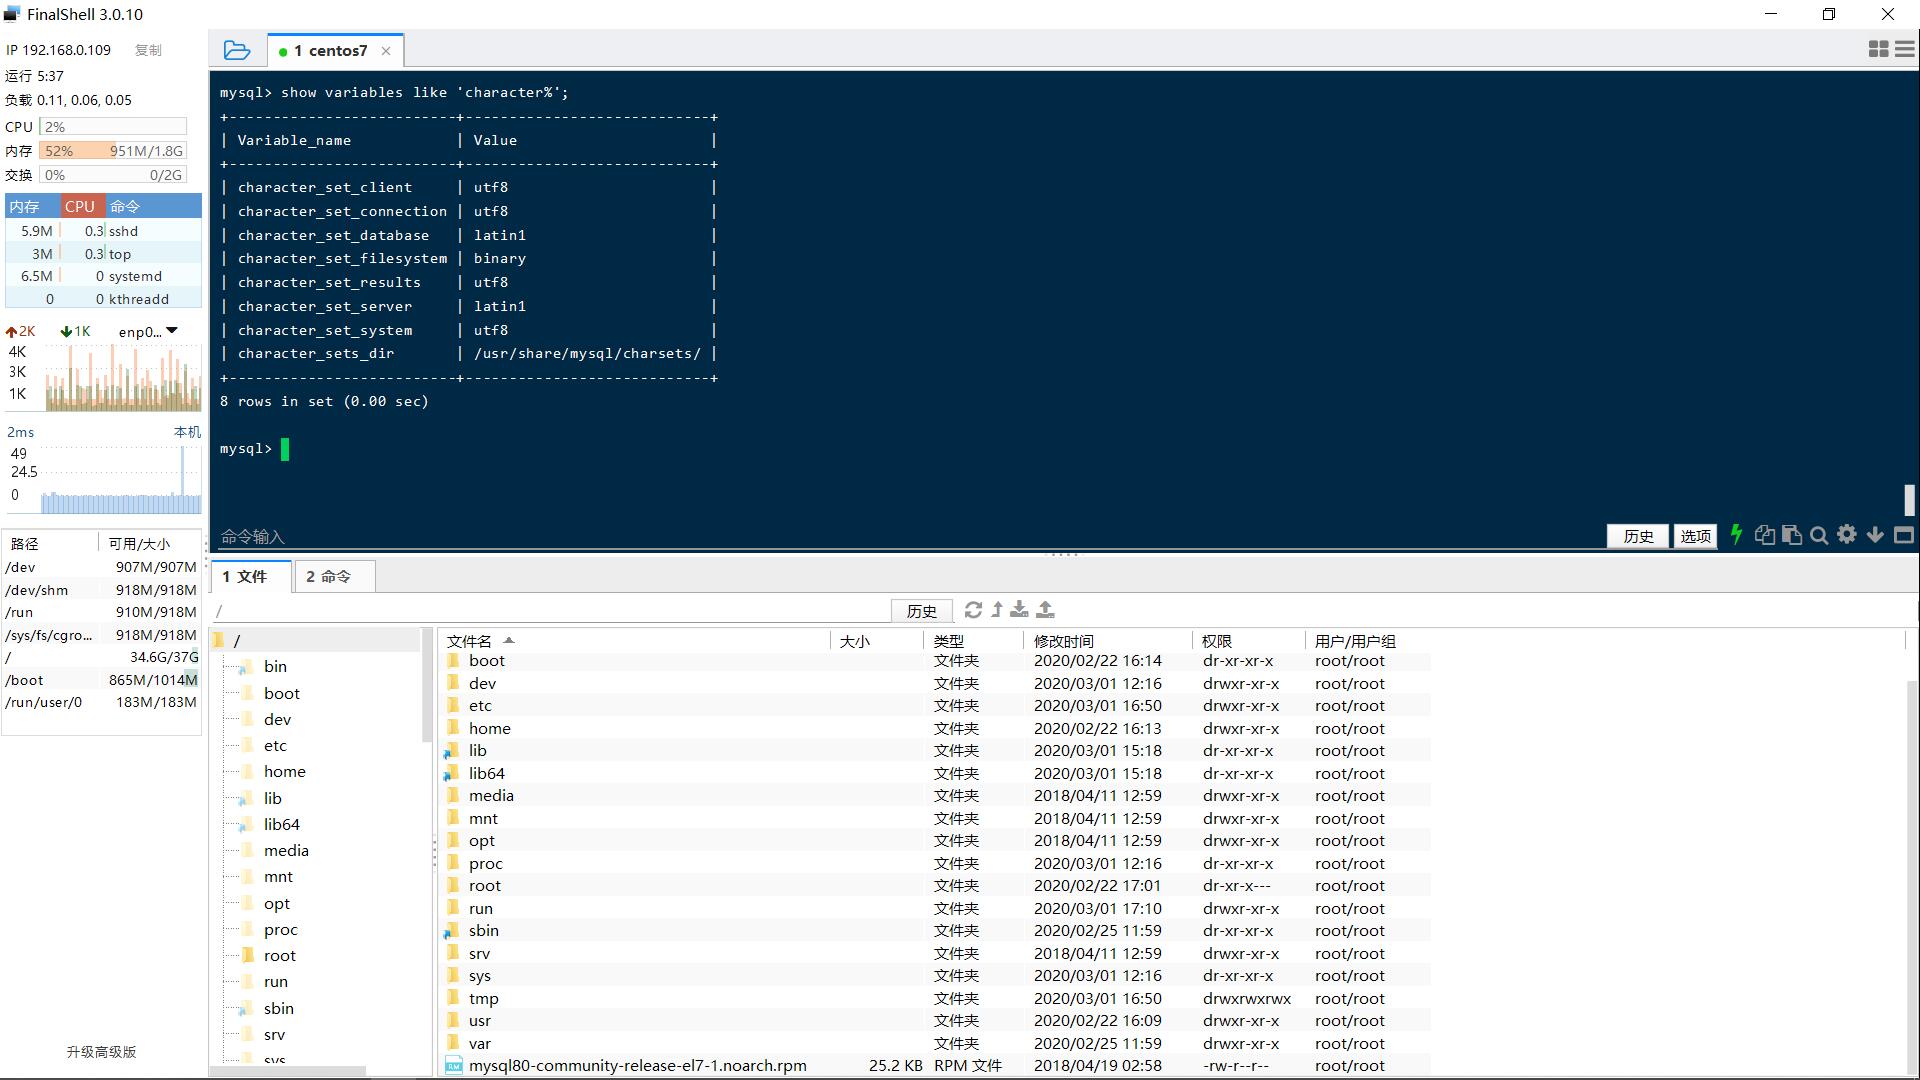 FinalShell 3.0.10
IP 192.168.0.109 复制
运行 5:37
负载 0.11, 0.06, 0.05
CPU 2%
内存 52% 951M/1.8G
交换 0% 0/2G
内存 CPU 命令
5.9M 0.3 sshd
3M 0.3 top
6.5M 0 systemd
0 0 kthreadd
2K 1K enp0...
4K
3K
1K
2ms 本机
49
24.5
0
路径 可用/大小
/dev 907M/907M
/dev/shm 918M/918M
/run 910M/918M
/sys/fs/cgro... 918M/918M
/ 34.6G/37G
/boot 865M/1014M
/run/user/0 183M/183M
升级高级版
1 centos7
mysql> show variables like 'character%';
+--------------------------+----------------------------+
| Variable_name            | Value                      |
+--------------------------+----------------------------+
| character_set_client     | utf8                       |
| character_set_connection | utf8                       |
| character_set_database   | latin1                     |
| character_set_filesystem | binary                     |
| character_set_results    | utf8                       |
| character_set_server     | latin1                     |
| character_set_system     | utf8                       |
| character_sets_dir       | /usr/share/mysql/charsets/ |
+--------------------------+----------------------------+
8 rows in set (0.00 sec)
mysql>
命令输入 历史 选项
1 文件 2 命令
/ 历史
/
bin
boot
dev
etc
home
lib
lib64
media
mnt
opt
proc
root
run
sbin
srv
sys
文件名 大小 类型 修改时间 权限 用户/用户组
boot 文件夹 2020/02/22 16:14 dr-xr-xr-x root/root
dev 文件夹 2020/03/01 12:16 drwxr-xr-x root/root
etc 文件夹 2020/03/01 16:50 drwxr-xr-x root/root
home 文件夹 2020/02/22 16:13 drwxr-xr-x root/root
lib 文件夹 2020/03/01 15:18 dr-xr-xr-x root/root
lib64 文件夹 2020/03/01 15:18 dr-xr-xr-x root/root
media 文件夹 2018/04/11 12:59 drwxr-xr-x root/root
mnt 文件夹 2018/04/11 12:59 drwxr-xr-x root/root
opt 文件夹 2018/04/11 12:59 drwxr-xr-x root/root
proc 文件夹 2020/03/01 12:16 dr-xr-xr-x root/root
root 文件夹 2020/02/22 17:01 dr-xr-x--- root/root
run 文件夹 2020/03/01 17:10 drwxr-xr-x root/root
sbin 文件夹 2020/02/25 11:59 dr-xr-xr-x root/root
srv 文件夹 2018/04/11 12:59 drwxr-xr-x root/root
sys 文件夹 2020/03/01 12:16 dr-xr-xr-x root/root
tmp 文件夹 2020/03/01 16:50 drwxrwxrwx root/root
usr 文件夹 2020/02/22 16:09 drwxr-xr-x root/root
var 文件夹 2020/02/25 11:59 drwxr-xr-x root/root
mysql80-community-release-el7-1.noarch.rpm 25.2 KB RPM 文件 2018/04/19 02:58 -rw-r--r-- root/root